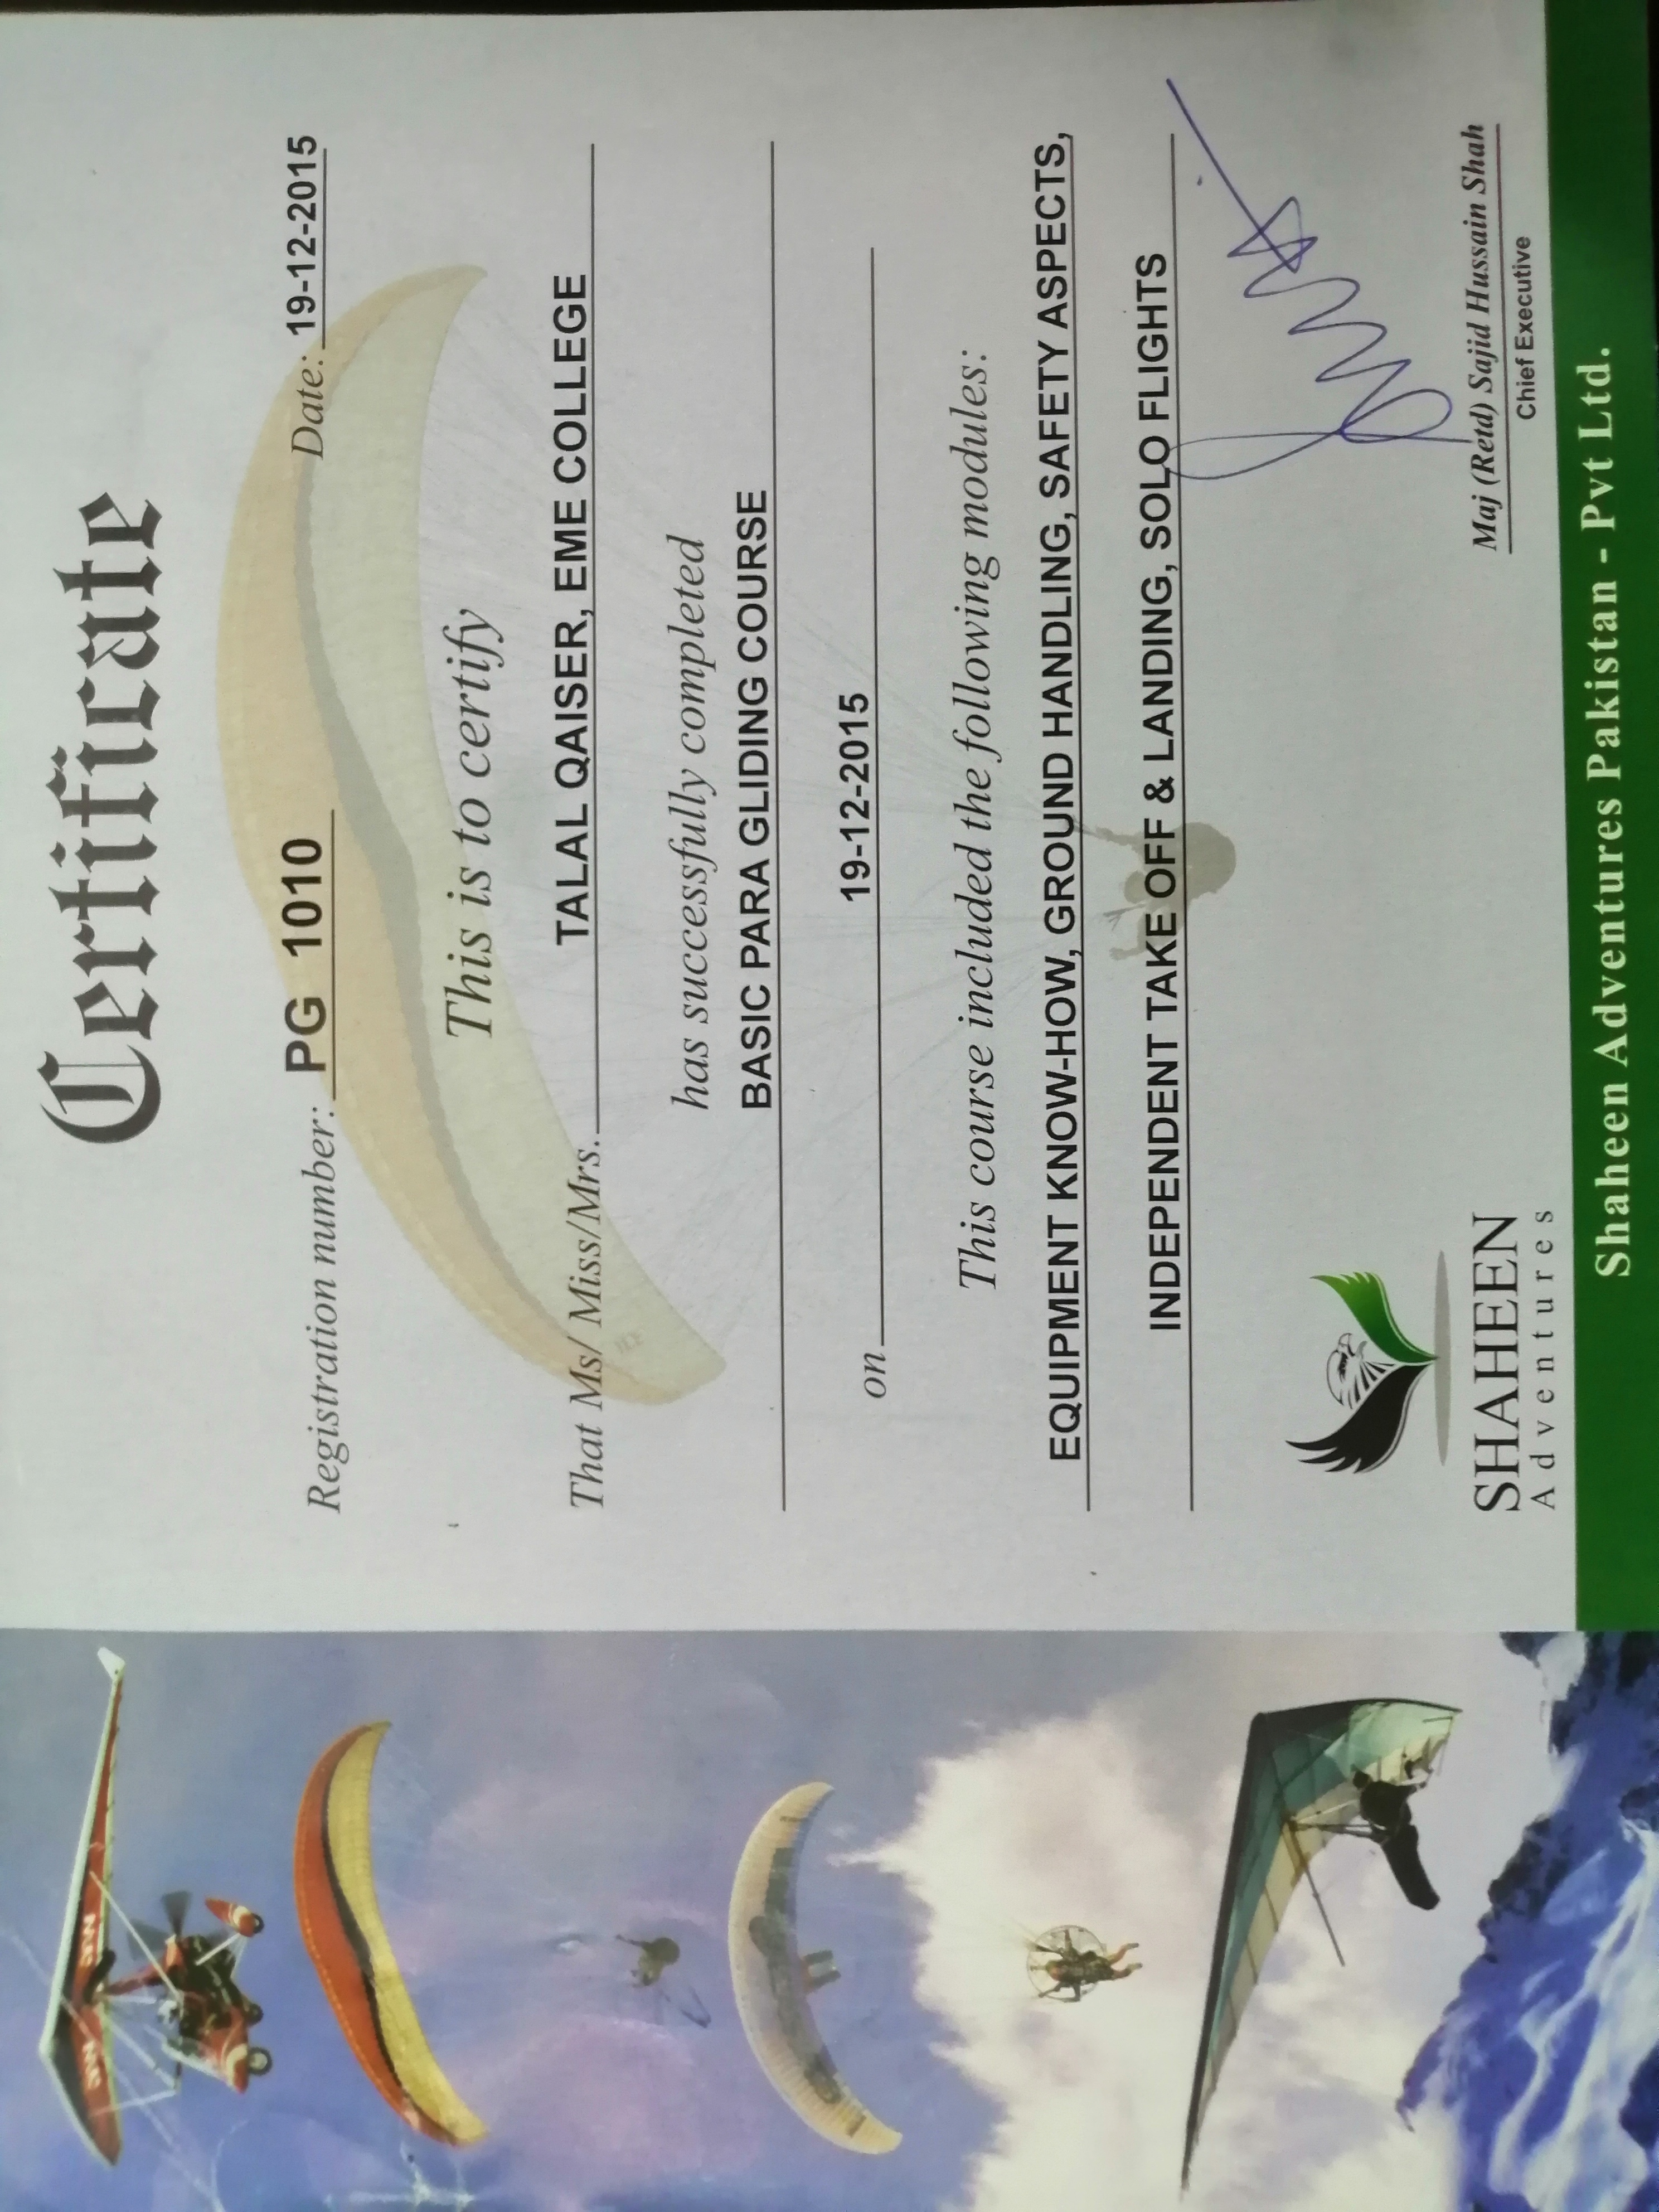 Certificate
Registration number: PG 1010 Date: 19-12-2015
This is to certify
That Ms/ Miss/Mrs. TALAL QAISER, EME COLLEGE
has successfully completed
BASIC PARA GLIDING COURSE
on 19-12-2015
This course included the following modules:
EQUIPMENT KNOW-HOW, GROUND HANDLING, SAFETY ASPECTS,
INDEPENDENT TAKE OFF & LANDING, SOLO FLIGHTS
SHAHEEN
Adventures
Maj (Retd) Sajid Hussain Shah
Chief Executive
Shaheen Adventures Pakistan - Pvt Ltd.